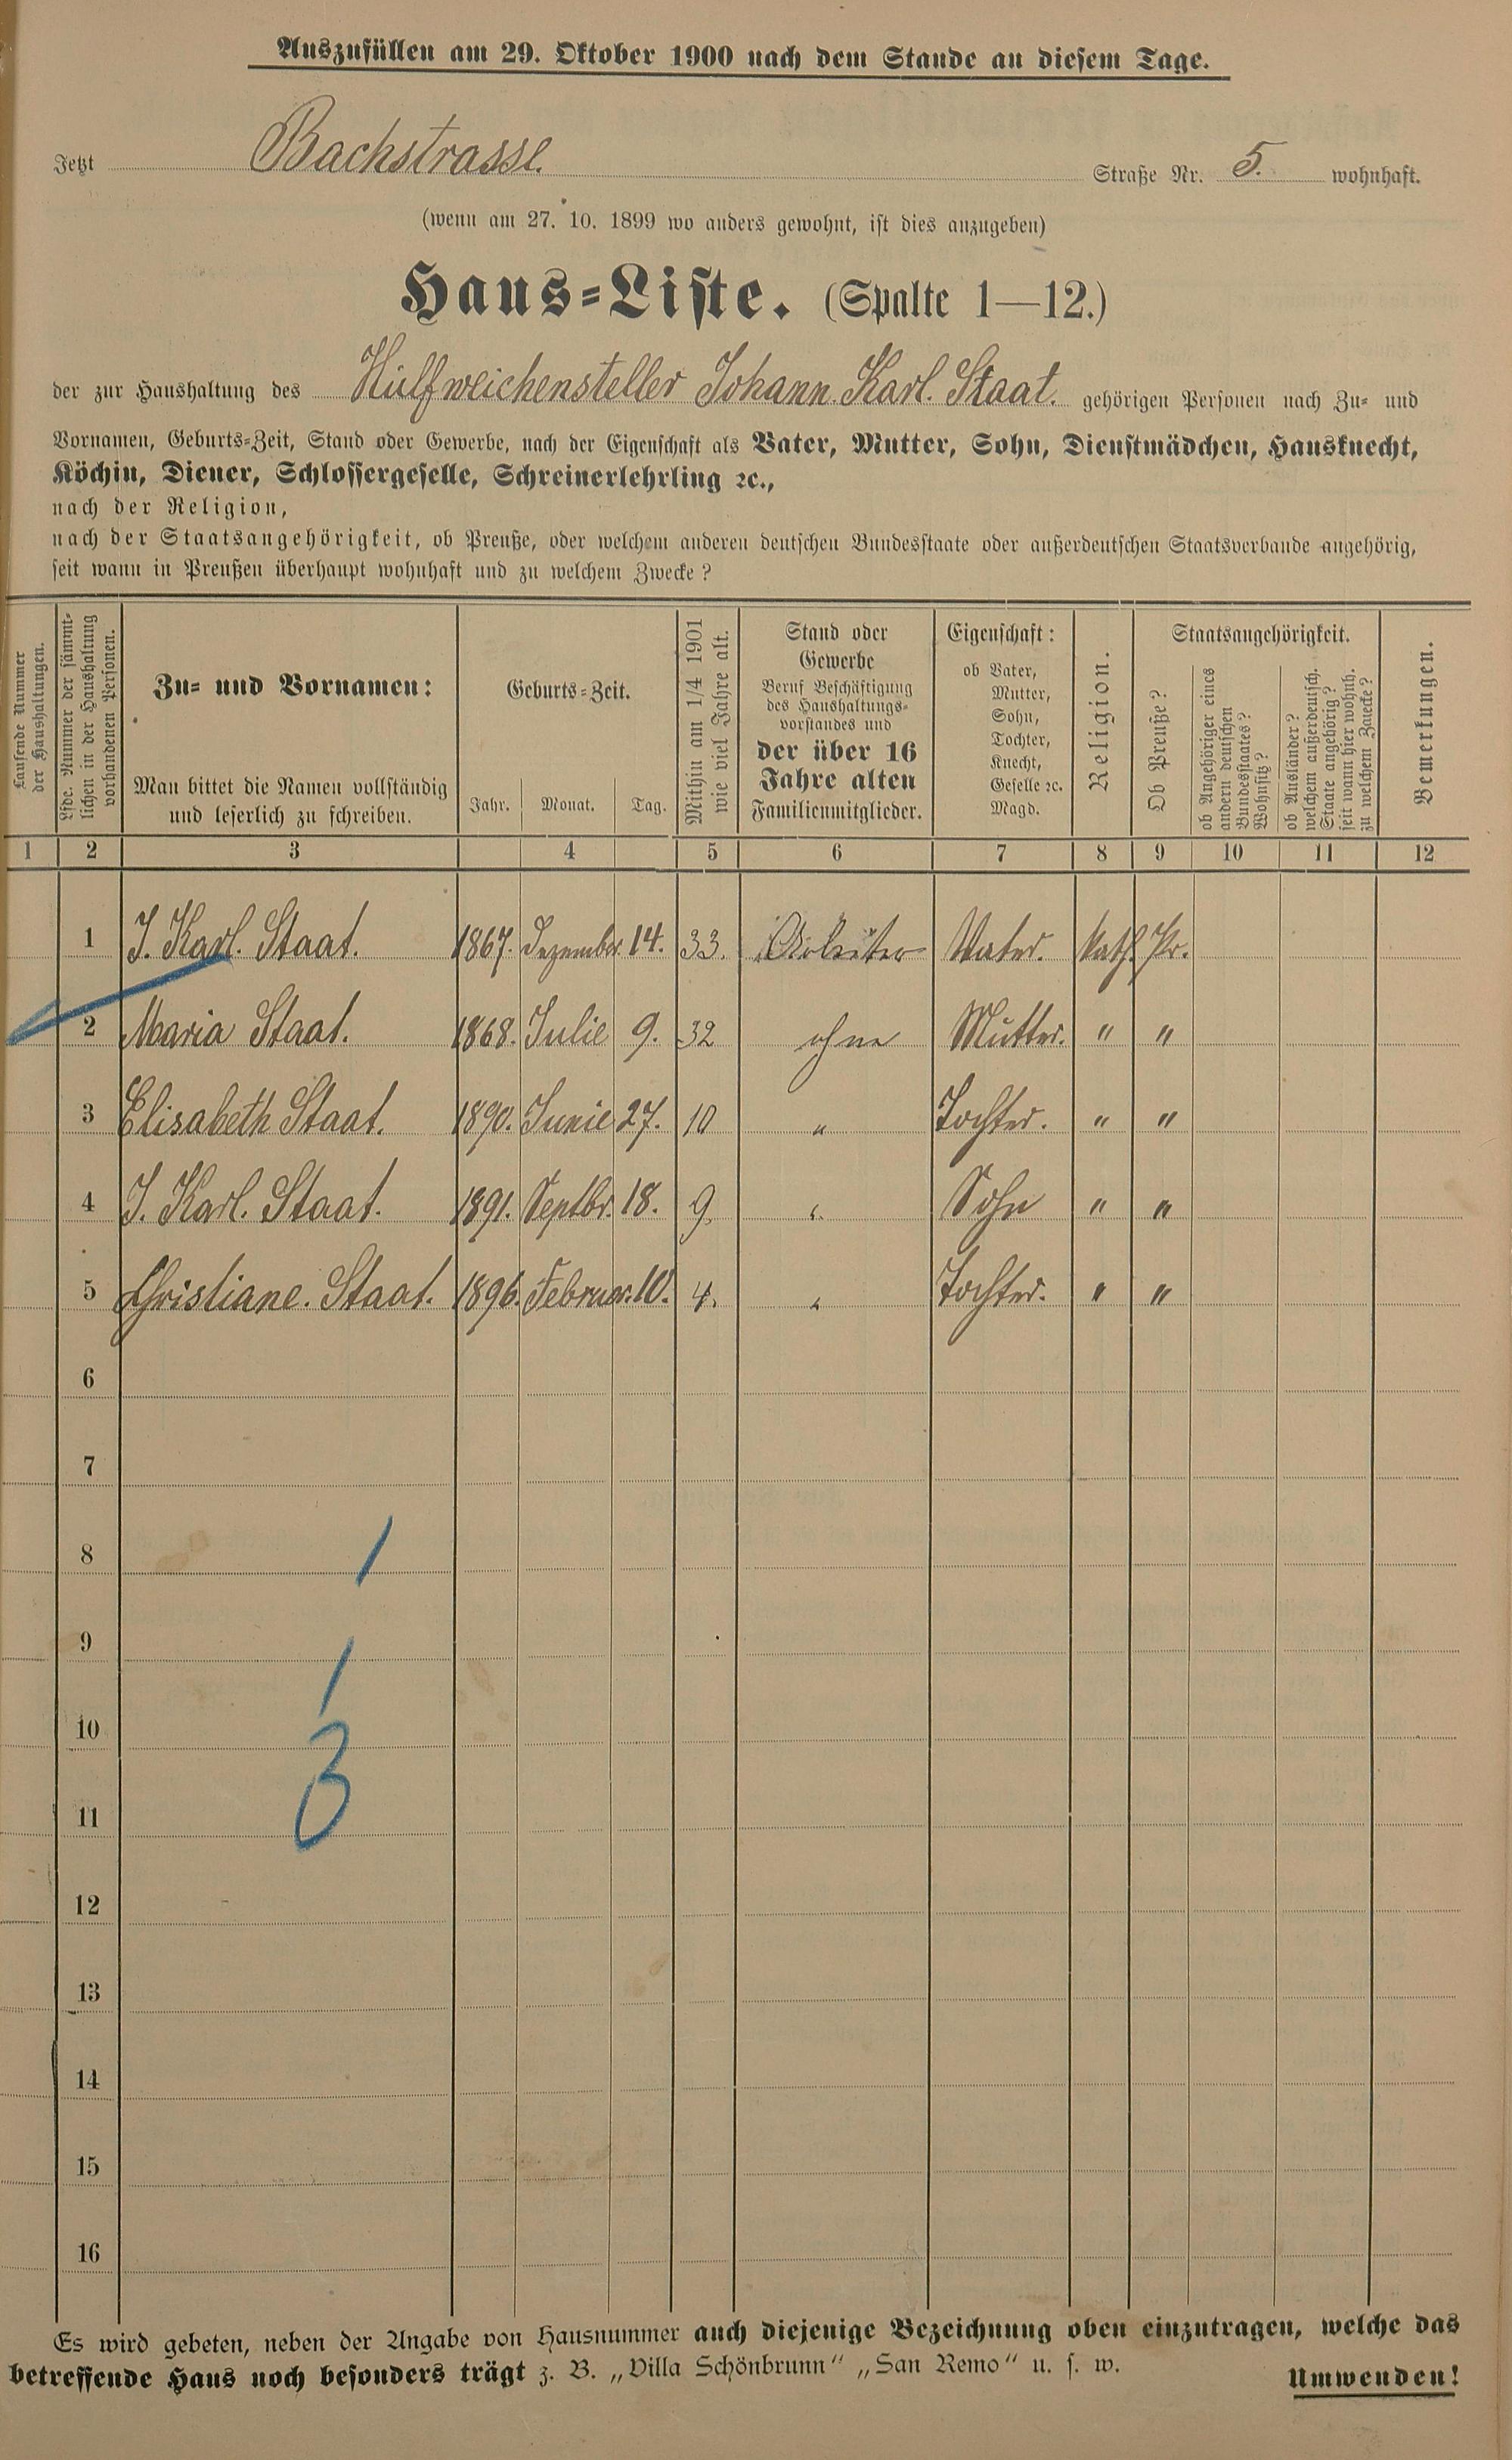 Auszufüllen am 29. Oktober 1900 nach dem Stande an diesem Tage.
Jetzt Bachstrasse. Straße Nr. 5. wohnhaft.
(wenn am 27. 10. 1899 wo anders gewohnt, ist dies anzugeben)
Haus-Liste. (Spalte 1—12.)
der zur Haushaltung des Hülfweichensteller Johann. Karl. Staat. gehörigen Personen nach Zu- und
Vornamen, Geburts-Zeit, Stand oder Gewerbe, nach der Eigenschaft als Vater, Mutter, Sohn, Dienstmädchen, Hausknecht,
Köchin, Diener, Schlossergeselle, Schreinerlehrling ꝛc.,
nach der Religion,
nach der Staatsangehörigkeit, ob Preuße, oder welchem anderen deutschen Bundesstaate oder außerdeutschen Staatsverbande angehörig,
seit wann in Preußen überhaupt wohnhaft und zu welchem Zwecke?
Laufende Nummer
der Haushaltungen.
Lfde. Nummer der sämmt-
lichen in der Haushaltung
vorhandenen Personen.
Zu- und Vornamen:
Man bittet die Namen vollständig
und leserlich zu schreiben.
Geburts-Zeit.
Jahr. Monat. Tag.
Mithin am 1/4 1901
wie viel Jahre alt.
Stand oder
Gewerbe
Beruf Beschäftigung
des Haushaltungs-
vorstandes und
der über 16
Jahre alten
Familienmitglieder.
Eigenschaft:
ob Vater,
Mutter,
Sohn,
Tochter,
Knecht,
Geselle ꝛc.
Magd.
Religion.
Staatsangehörigkeit.
Ob Preuße?
ob Angehöriger eines
andern deutschen
Bundesstaates?
Wohnsitz?
ob Ausländer?
welchem außerdeutsch.
Staate angehörig?
seit wann hier wohnh.
zu welchem Zwecke?
Bemerkungen.
1 2 3 4 5 6 7 8 9 10 11 12
1 J. Karl. Staat. 1867. Dezember. 14. 33. Arbeiter Vater. Kath. Pr.
2 Maria Staat. 1868. Julie 9. 32 ohne Mutter. " "
3 Elisabeth Staat. 1890. Junie 27. 10 " Tochter. " "
4 J. Karl. Staat. 1891. Septbr. 18. 9. " Sohn " "
5 Christiane. Staat. 1896. Februar. 10. 4. " Tochter. " "
6
7
8 1
9 1
10
3
11
12
13
14
15
16
Es wird gebeten, neben der Angabe von Hausnummer auch diejenige Bezeichnung oben einzutragen, welche das
betreffende Haus noch besonders trägt z. B. „Villa Schönbrunn“ „San Remo“ u. s. w.
Umwenden!